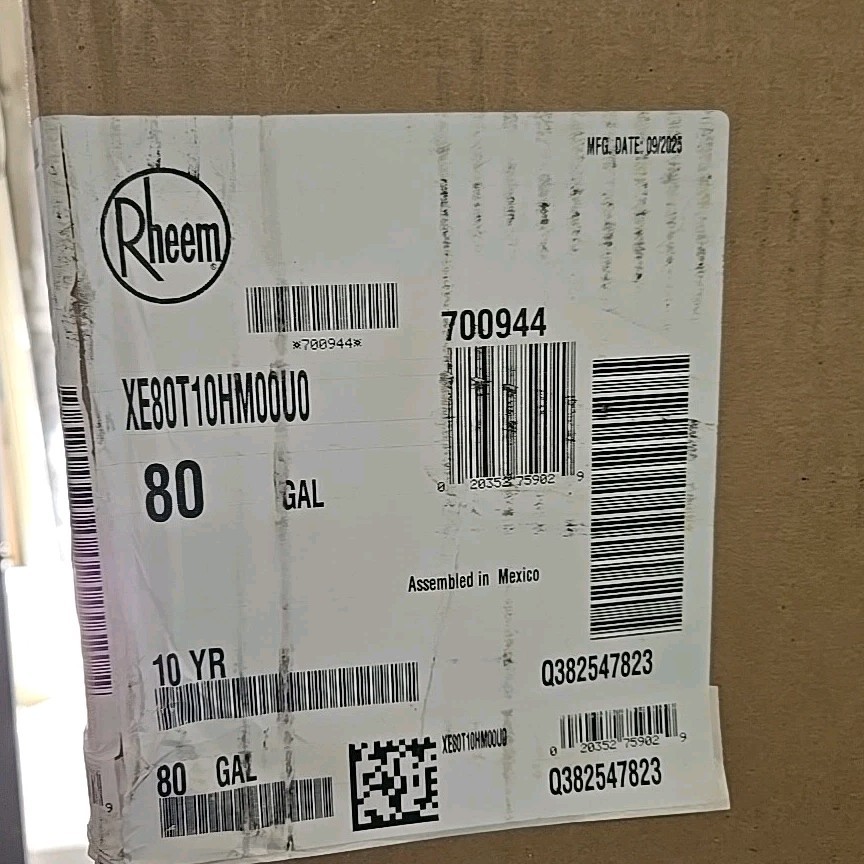 MFG. DATE: 09/2025
Rheem
*700944*
700944
XE80T10HM00U0
0 20352 75902 9
80 GAL
Assembled in Mexico
10 YR
Q382547823
XE80T10HM00U0
0 20352 75902 9
80 GAL
Q382547823
9